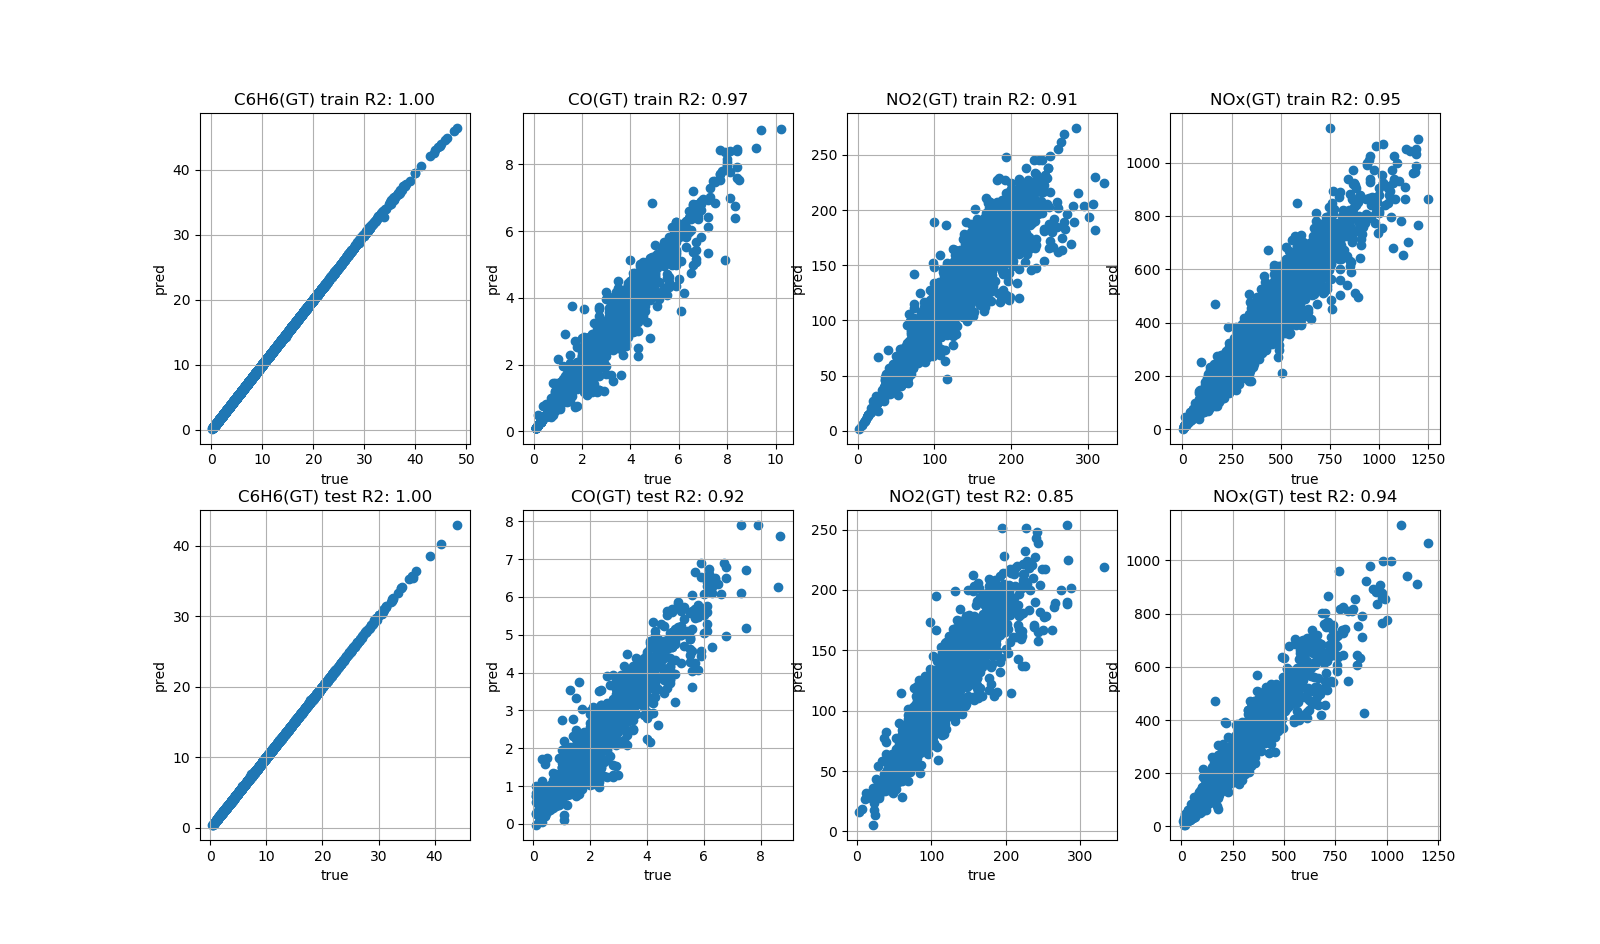 C6H6(GT) train R2: 1.00
40
30
20
10
0
pred
0 10 20 30 40 50
true
CO(GT) train R2: 0.97
8
6
4
2
0
pred
0 2 4 6 8 10
true
NO2(GT) train R2: 0.91
250
200
150
100
50
0
pred
0 100 200 300
true
NOx(GT) train R2: 0.95
1000
800
600
400
200
0
pred
0 250 500 750 1000 1250
true
C6H6(GT) test R2: 1.00
40
30
20
10
0
pred
0 10 20 30 40
true
CO(GT) test R2: 0.92
8
7
6
5
4
3
2
1
0
pred
0 2 4 6 8
true
NO2(GT) test R2: 0.85
250
200
150
100
50
0
pred
0 100 200 300
true
NOx(GT) test R2: 0.94
1000
800
600
400
200
0
pred
0 250 500 750 1000 1250
true